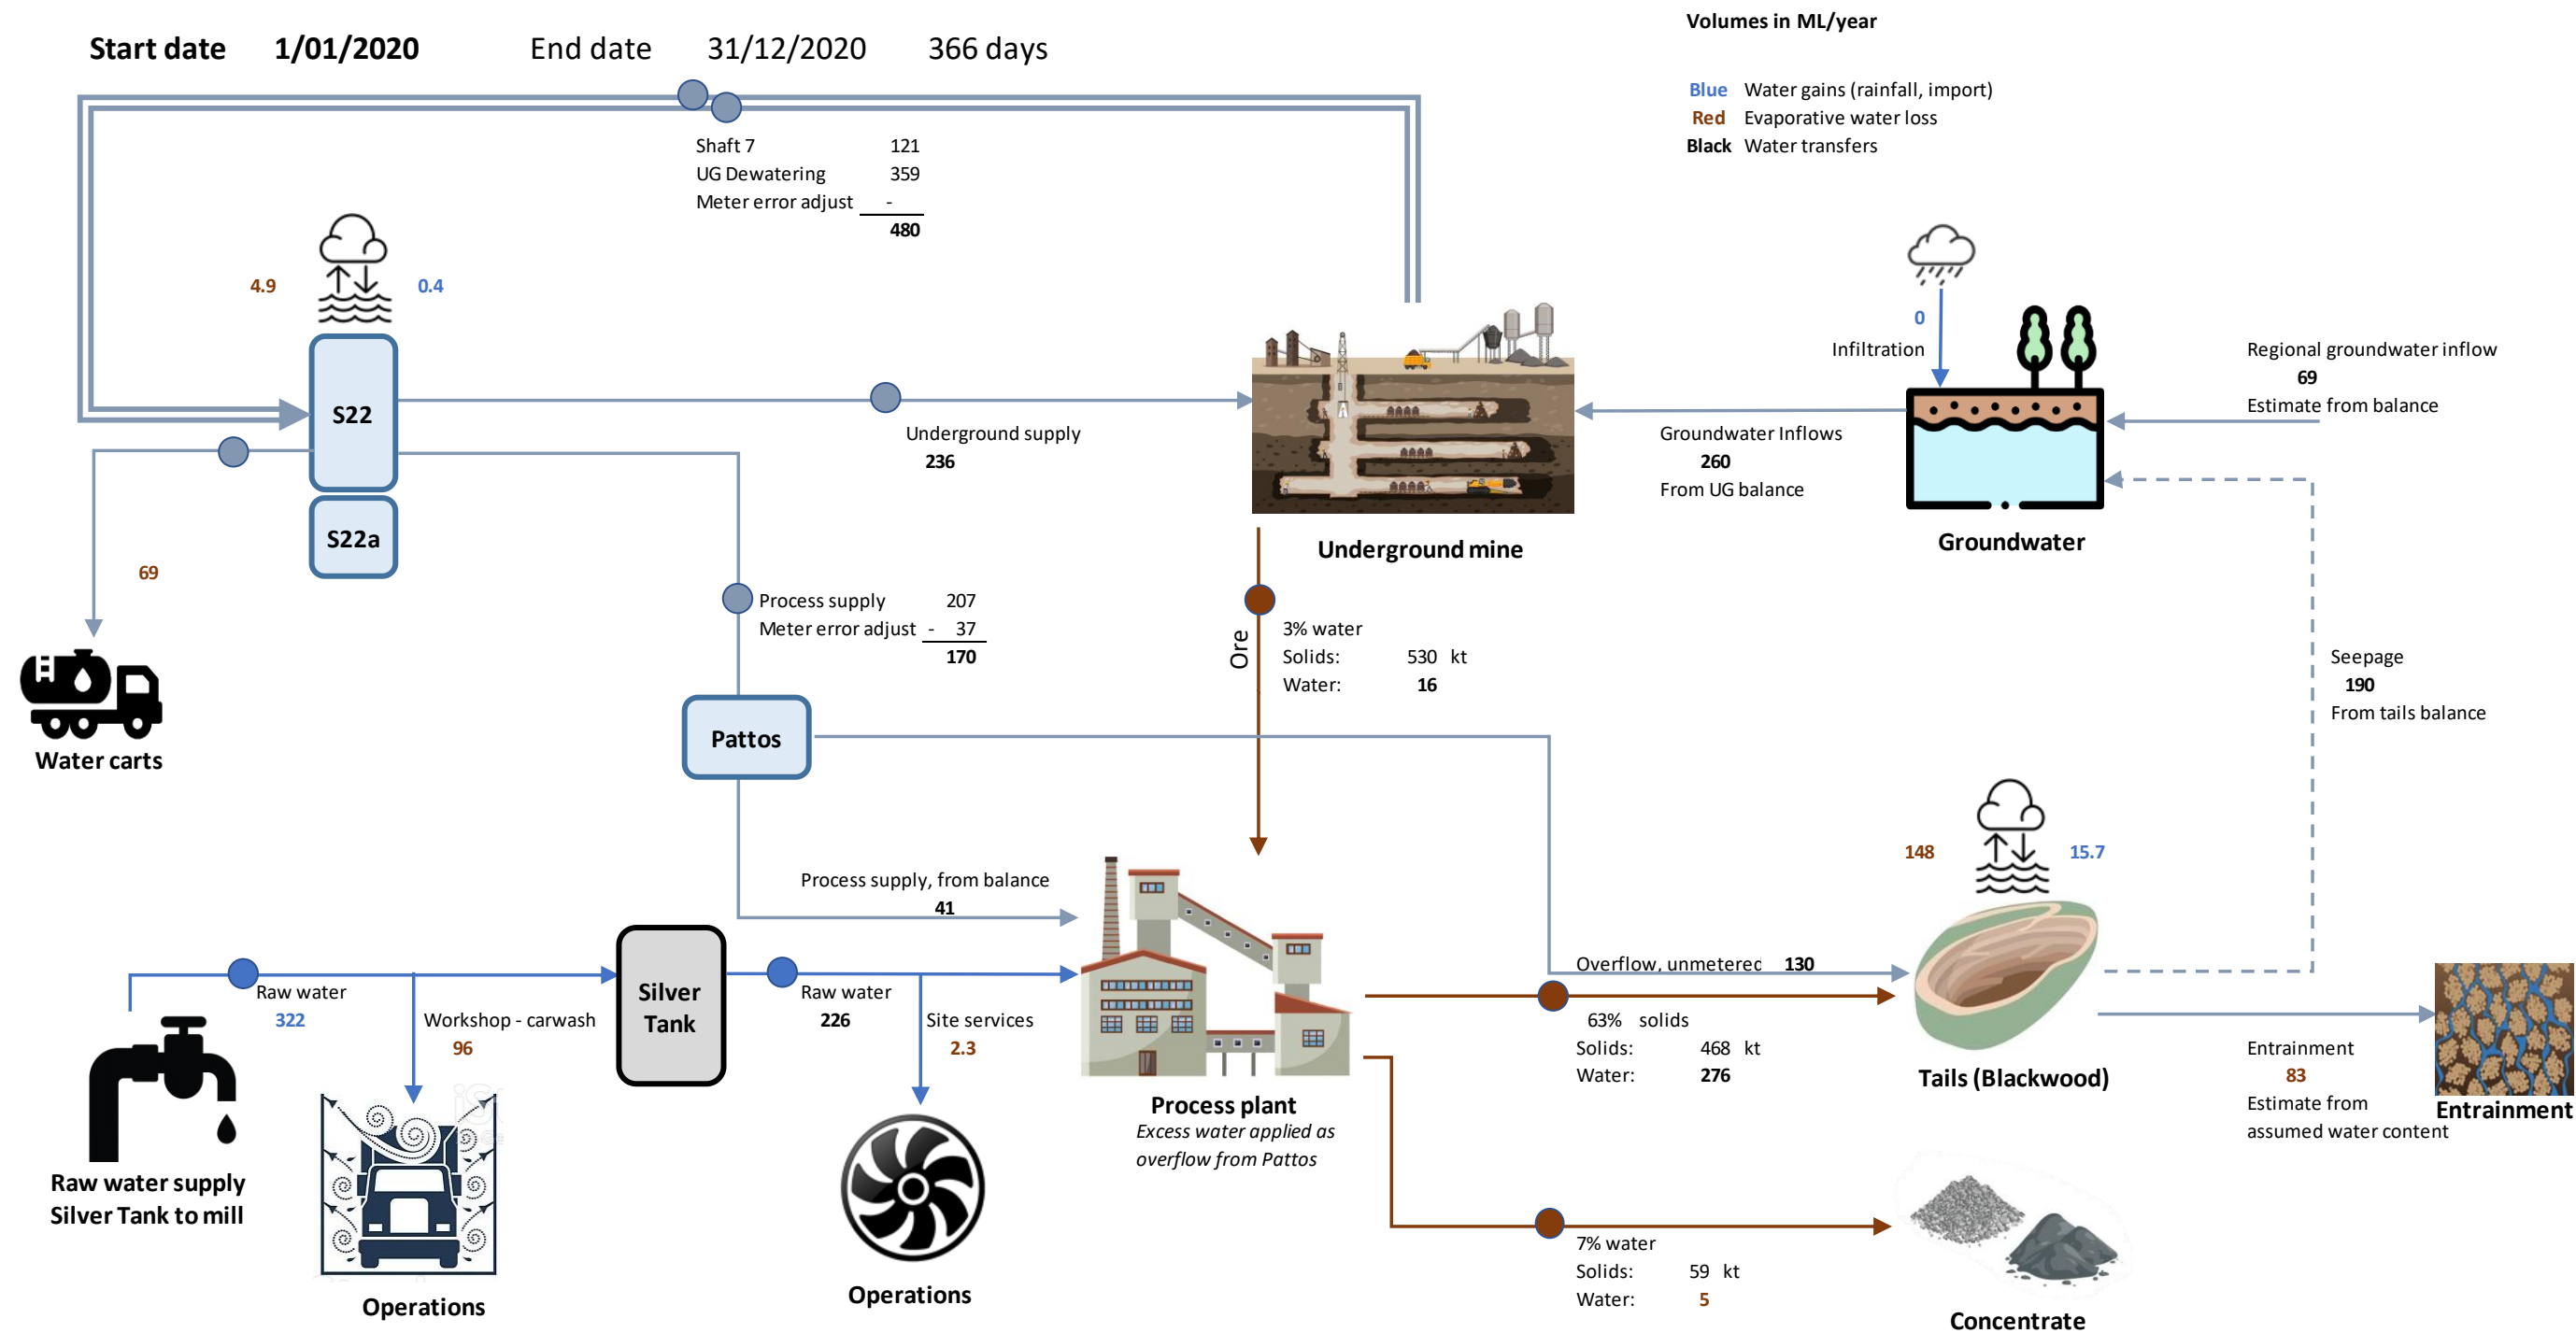 Volumes in ML/year
Start date 1/01/2020 End date 31/12/2020 366 days
Blue Water gains (rainfall, import)
Red Evaporative water loss
Black Water transfers
Shaft 7 121
UG Dewatering 359
Meter error adjust -
480
4.9 0.4
S22
S22a
69
Water carts
Underground supply
236
Process supply 207
Meter error adjust - 37
170
Pattos
Underground mine
Ore
3% water
Solids: 530 kt
Water: 16
Groundwater Inflows
260
From UG balance
0
Infiltration
Groundwater
Regional groundwater inflow
69
Estimate from balance
Seepage
190
From tails balance
Process supply, from balance
41
Raw water
322
Workshop - carwash
96
Silver
Tank
Raw water
226
Site services
2.3
Raw water supply
Silver Tank to mill
Operations
Operations
Process plant
Excess water applied as
overflow from Pattos
Overflow, unmetered 130
63% solids
Solids: 468 kt
Water: 276
148 15.7
Tails (Blackwood)
Entrainment
83
Estimate from
assumed water content
Entrainment
7% water
Solids: 59 kt
Water: 5
Concentrate